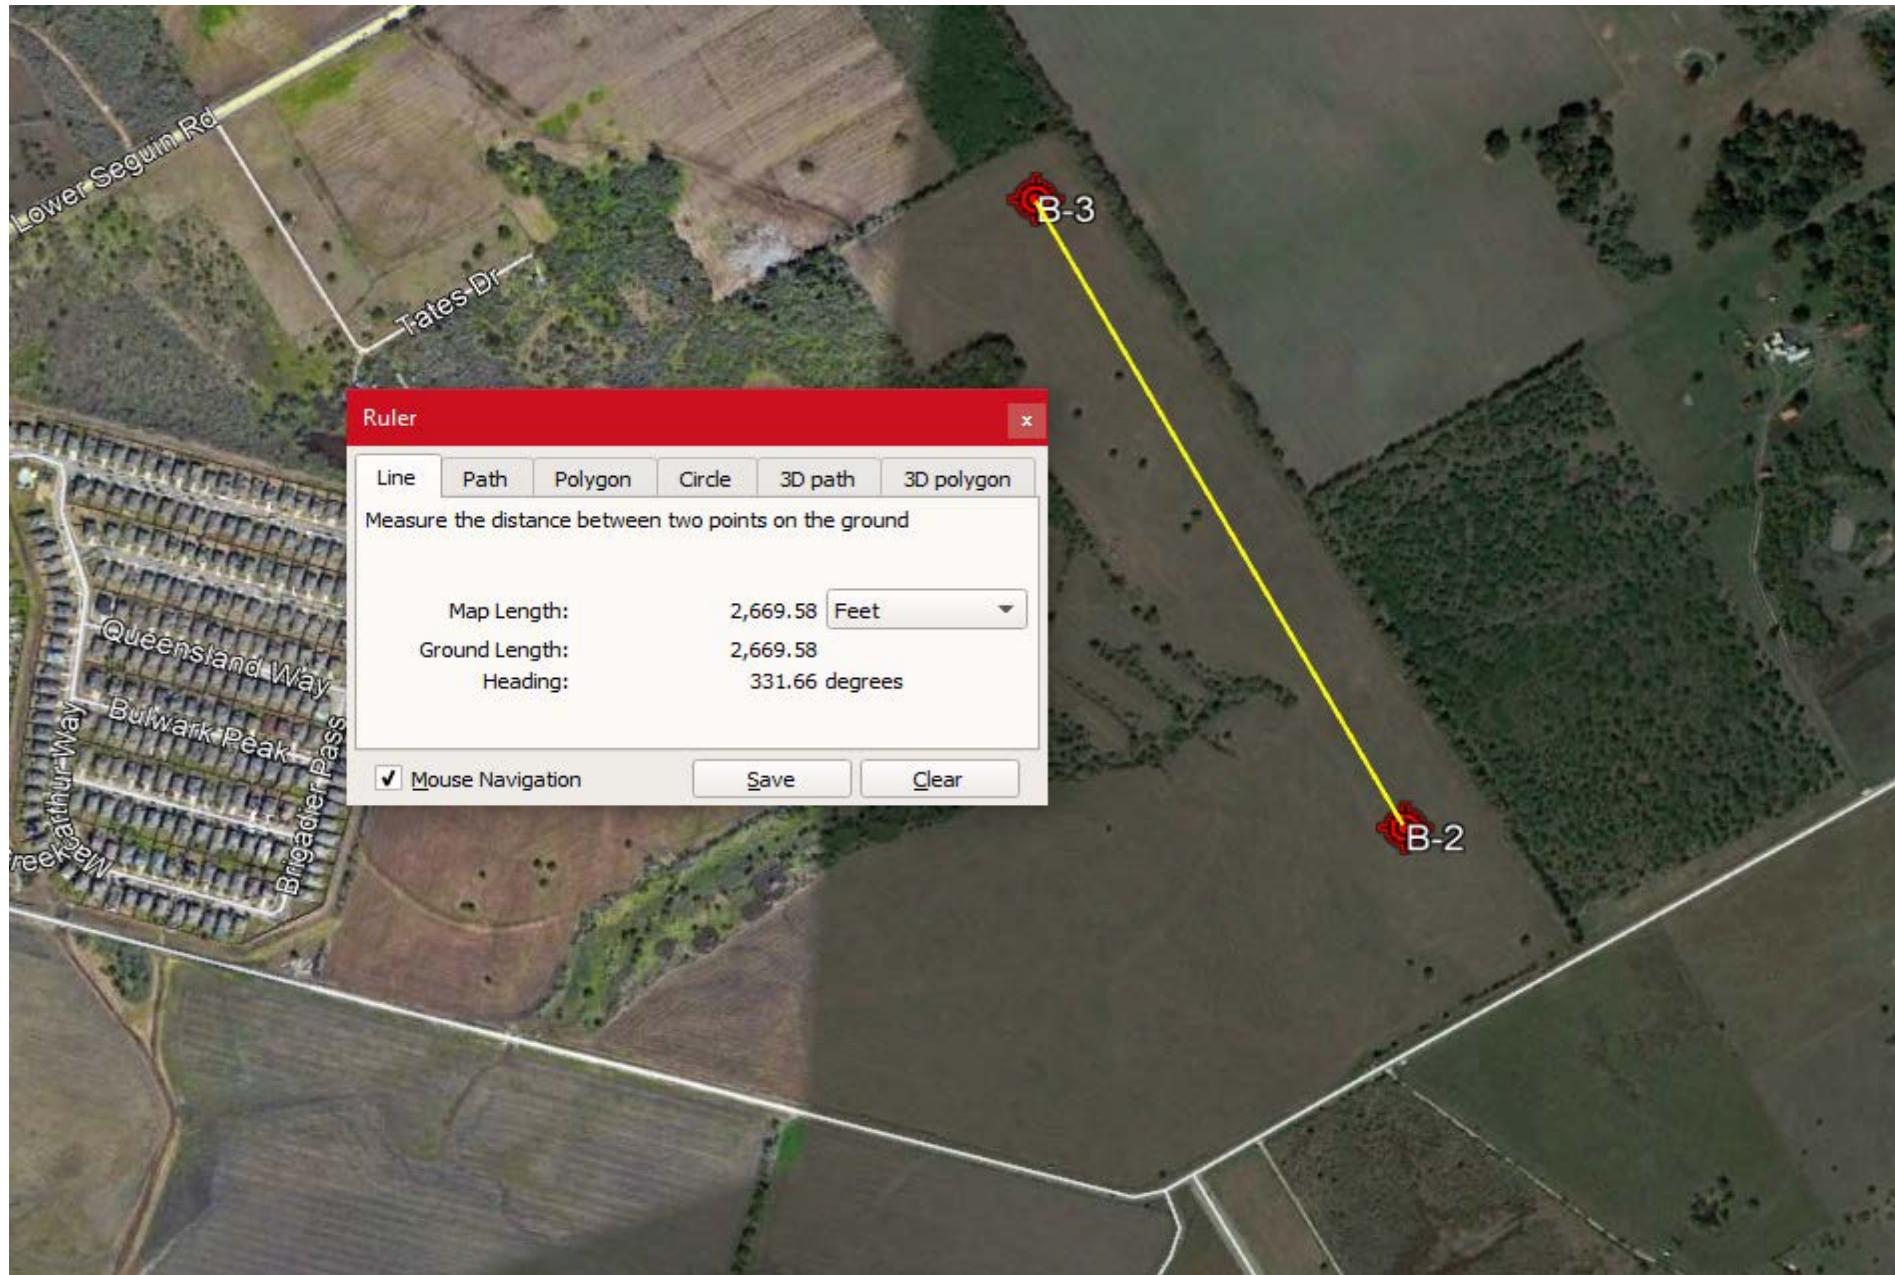 Lower Seguin Rd
B-3
Tates Dr
Ruler
x
Line Path Polygon Circle 3D path 3D polygon
Measure the distance between two points on the ground
Map Length: 2,669.58 Feet
Ground Length: 2,669.58
Heading: 331.66 degrees
Mouse Navigation Save Clear
Queensland Way
Bulwark Peak
Macarthur Way
Brigadier Pass
reek
B-2